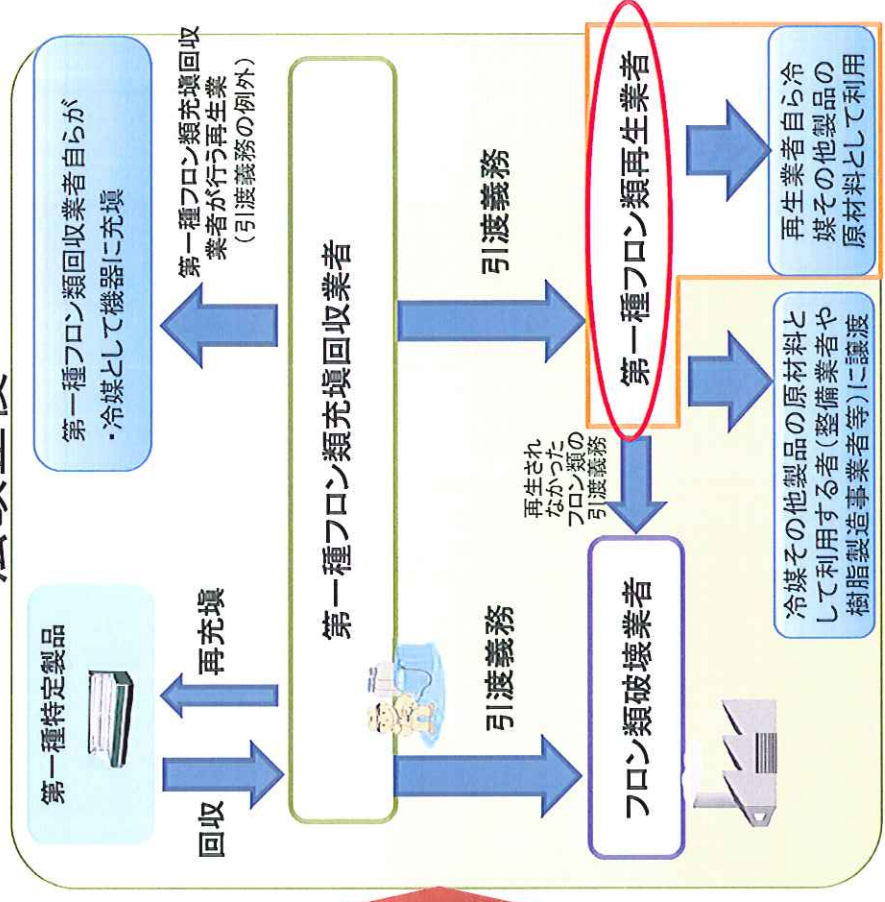 第一種特定製品
回収
再充填
第一種フロン類回収業者自らが
・冷媒として機器に充填
第一種フロン類充填回収
業者が行う再生業
（引渡義務の例外）
第一種フロン類充填回収業者
引渡義務
引渡義務
フロン類破壊業者
再生され
なかった
フロン類の
引渡義務
第一種フロン類再生業者
冷媒その他製品の原材料と
して利用する者（整備業者や
樹脂製造事業者等）に譲渡
再生業者自ら冷
媒その他製品の
原材料として利用